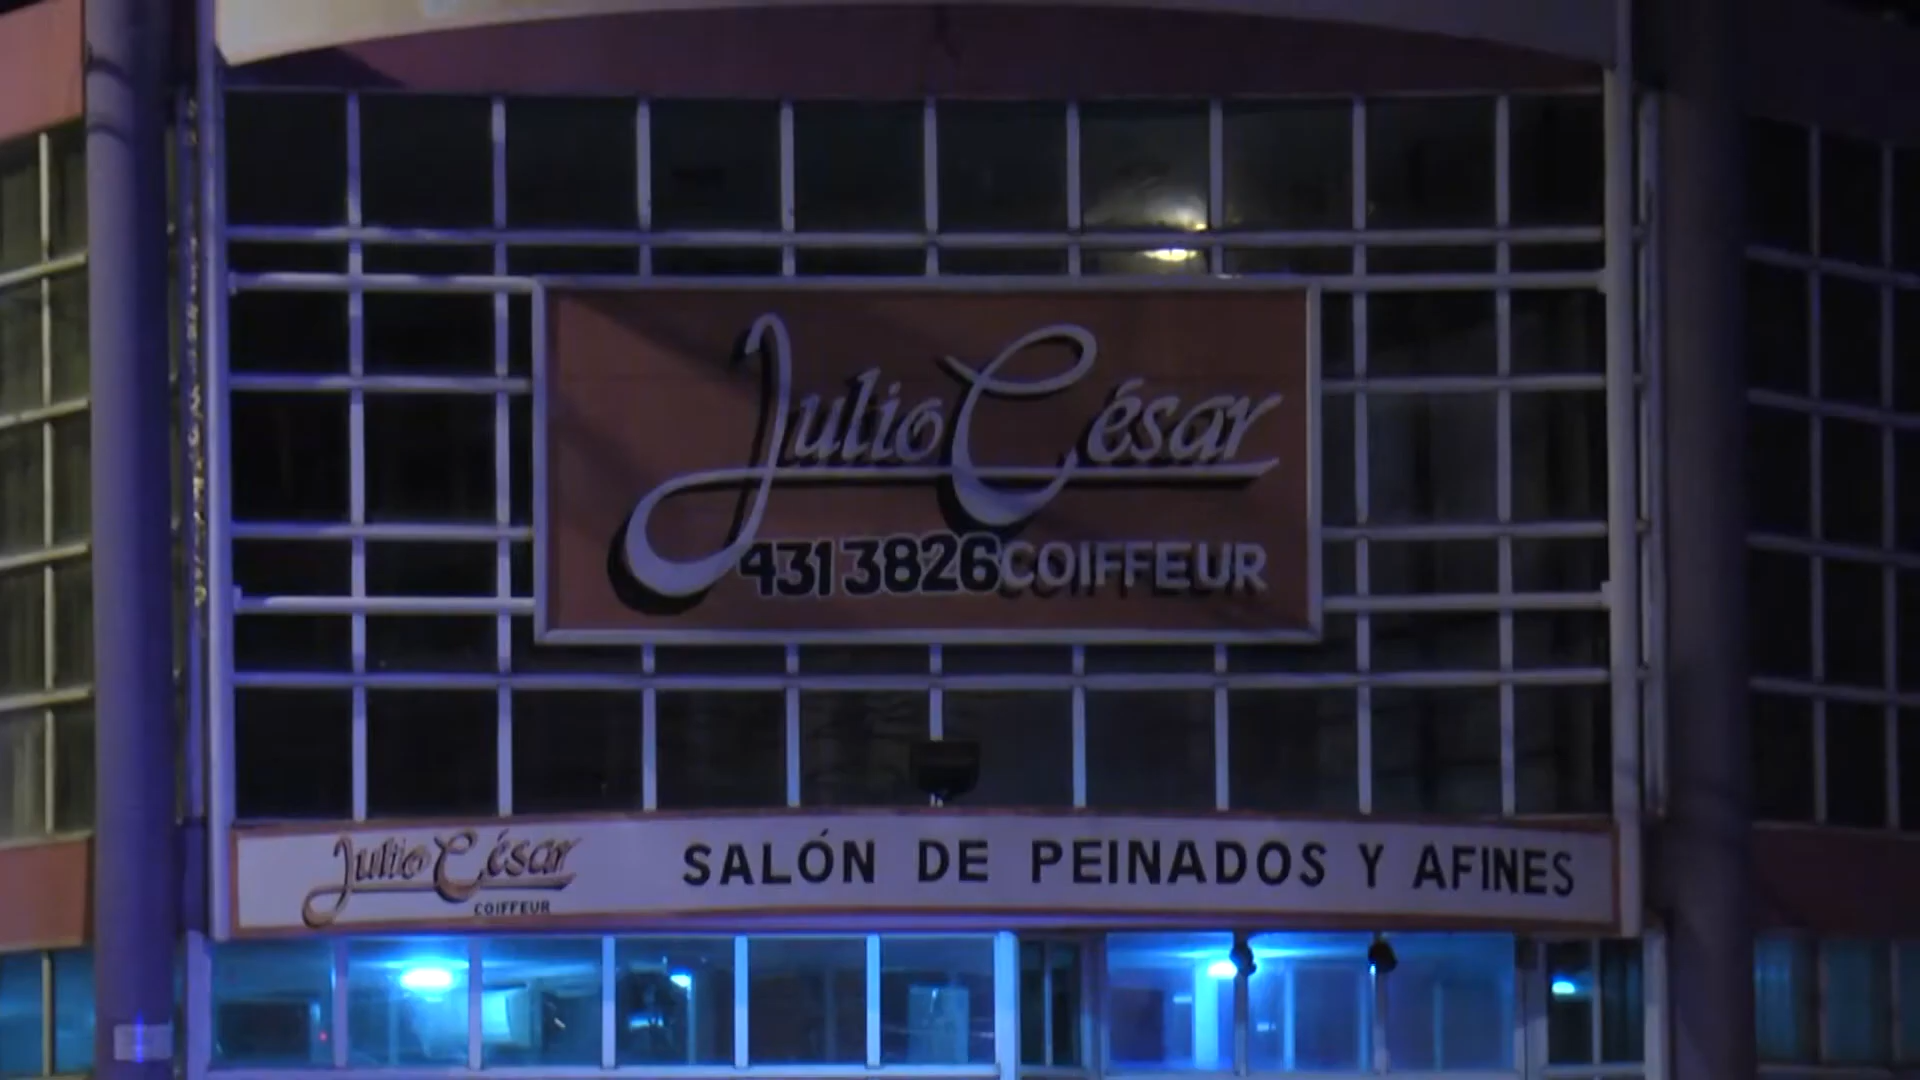 Julio César
431 3826 COIFFEUR
Julio César
COIFFEUR
SALÓN DE PEINADOS Y AFINES